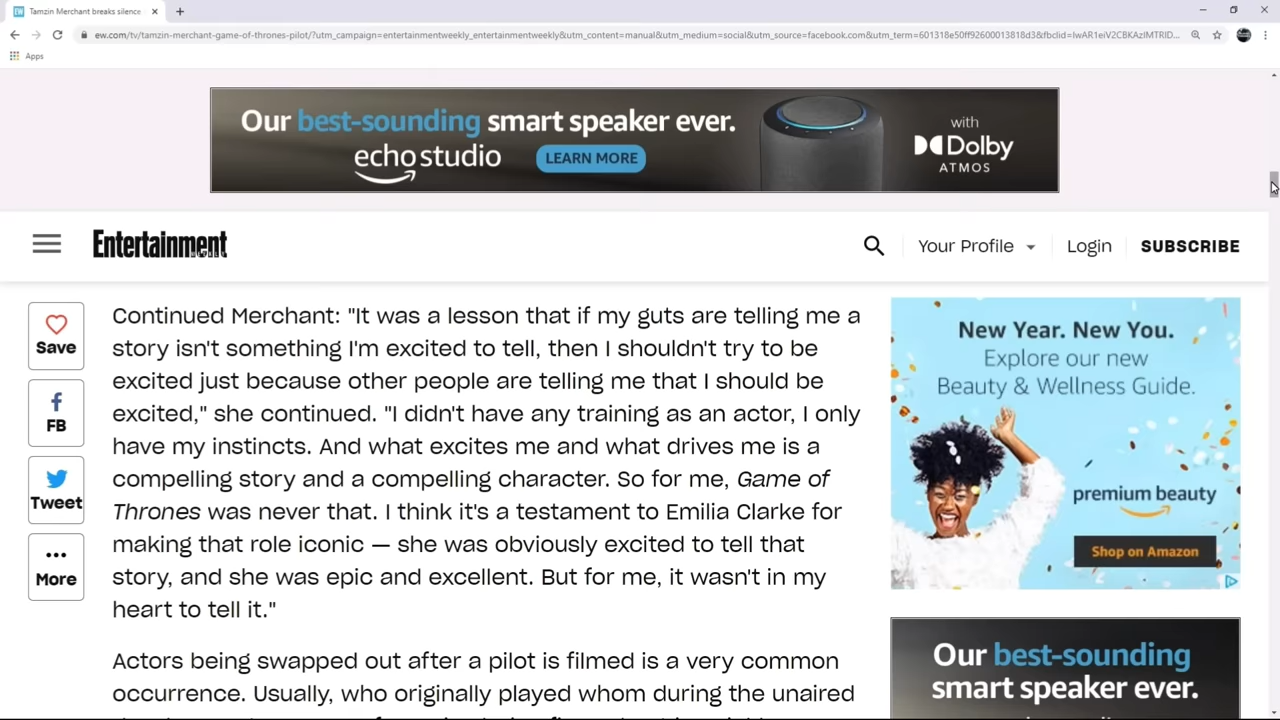 Tamzin Merchant breaks silence
ew.com/tv/tamzin-merchant-game-of-thrones-pilot/?utm_campaign=entertainmentweekly_entertainmentweekly&utm_content=manual&utm_medium=social&utm_source=facebook.com&utm_term=601318e50ff92600013818d3&fbclid=IwAR1eiV2CBKAzIMTRID...
Apps
Our best-sounding smart speaker ever.
echo studio
LEARN MORE
with
Dolby
ATMOS
Entertainment
Your Profile
Login
SUBSCRIBE
Save
FB
Tweet
More
Continued Merchant: "It was a lesson that if my guts are telling me a
story isn't something I'm excited to tell, then I shouldn't try to be
excited just because other people are telling me that I should be
excited," she continued. "I didn't have any training as an actor, I only
have my instincts. And what excites me and what drives me is a
compelling story and a compelling character. So for me, Game of
Thrones was never that. I think it's a testament to Emilia Clarke for
making that role iconic — she was obviously excited to tell that
story, and she was epic and excellent. But for me, it wasn't in my
heart to tell it."
Actors being swapped out after a pilot is filmed is a very common
occurrence. Usually, who originally played whom during the unaired
New Year. New You.
Explore our new
Beauty & Wellness Guide.
premium beauty
Shop on Amazon
Our best-sounding
smart speaker ever.